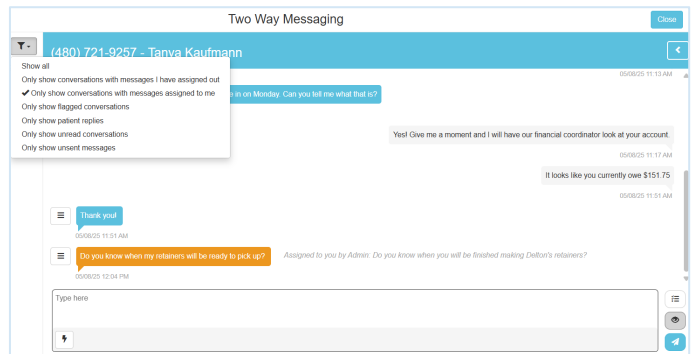 Two Way Messaging
Close
(480) 721-9257 - Tanya Kaufmann
Show all
Only show conversations with messages I have assigned out
Only show conversations with messages assigned to me
Only show flagged conversations
Only show patient replies
Only show unread conversations
Only show unsent messages
05/08/25 11:13 AM
in on Monday. Can you tell me what that is?
Yes! Give me a moment and I will have our financial coordinator look at your account.
05/08/25 11:17 AM
It looks like you currently owe $151.75
05/08/25 11:51 AM
Thank you!
05/08/25 11:51 AM
Do you know when my retainers will be ready to pick up?
Assigned to you by Admin: Do you know when you will be finished making Delton's retainers?
05/08/25 12:04 PM
Type here